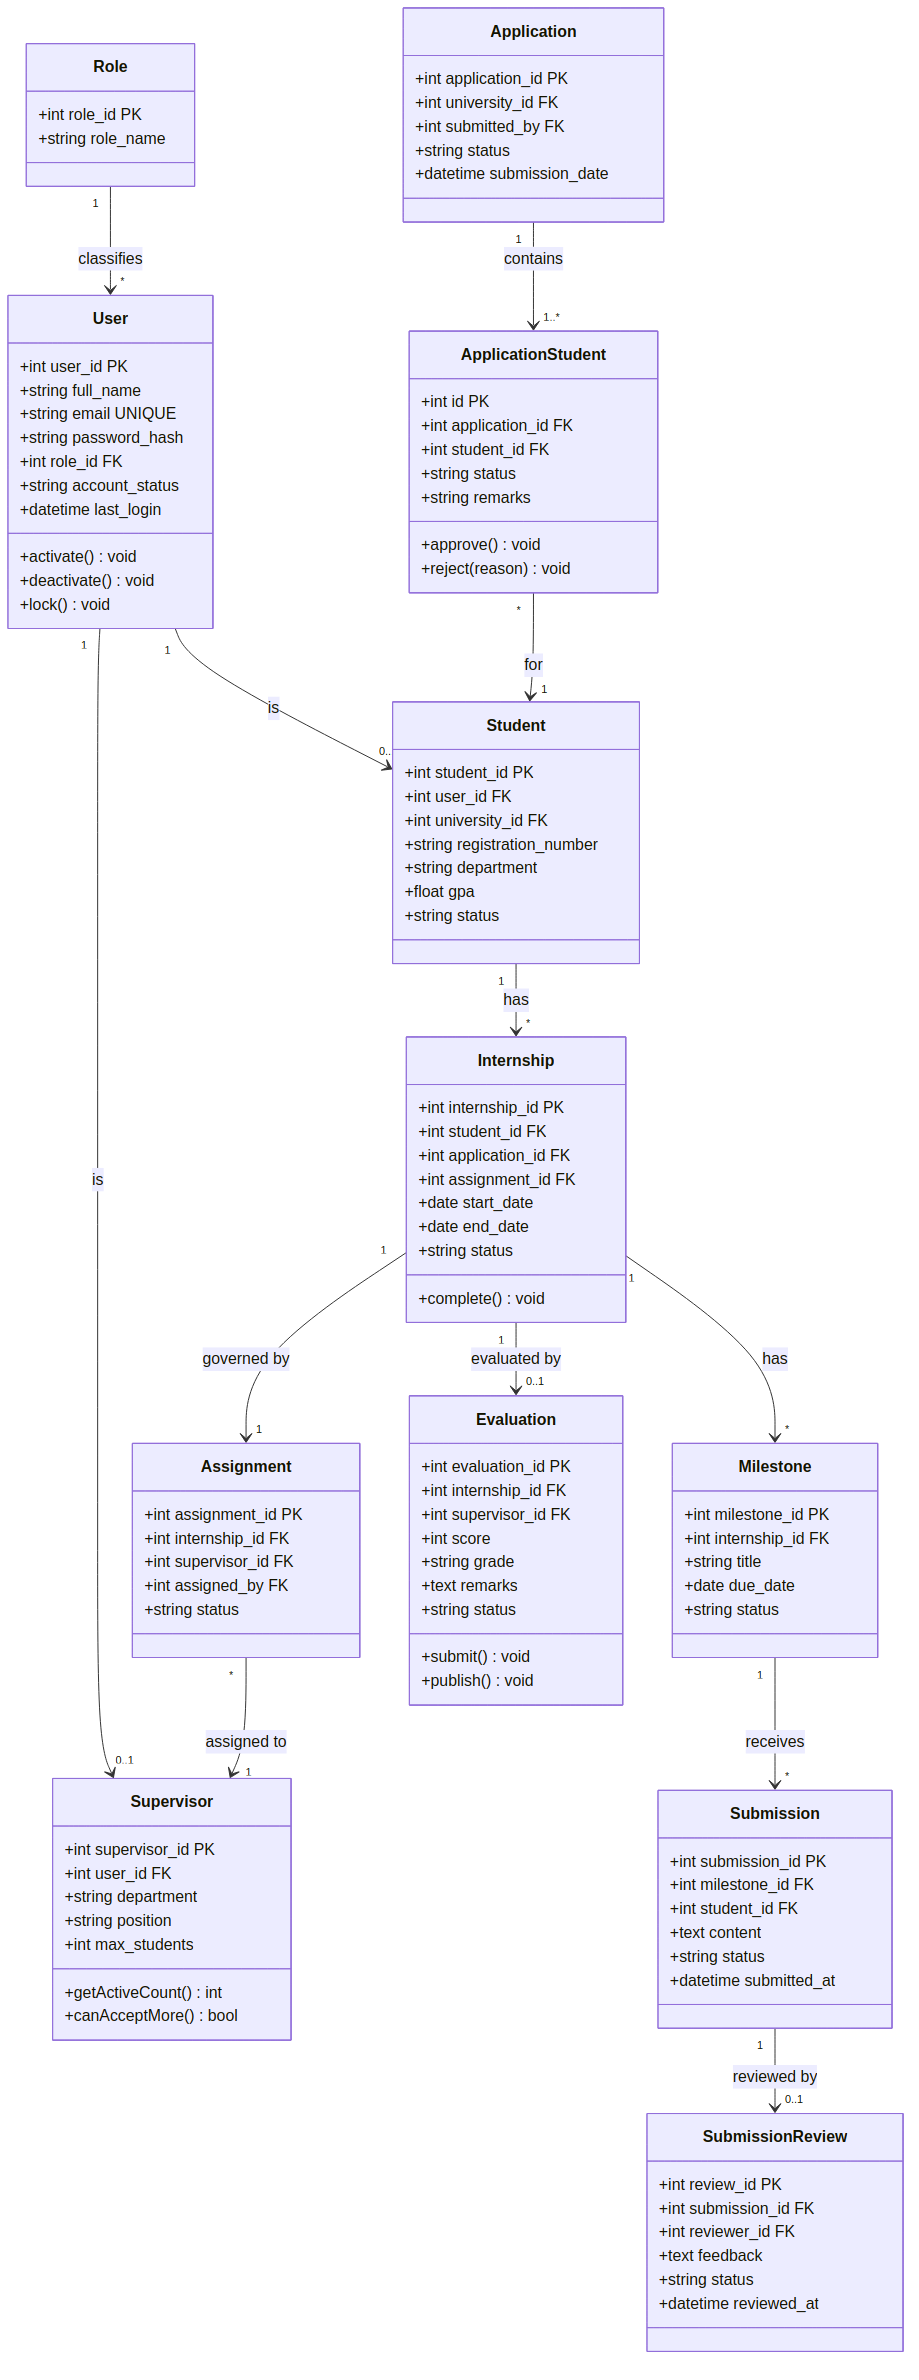 Application
+int application_id PK
+int university_id FK
+int submitted_by FK
+string status
+datetime submission_date
Role
+int role_id PK
+string role_name
1
classifies
*
1
contains
1..*
User
+int user_id PK
+string full_name
+string email UNIQUE
+string password_hash
+int role_id FK
+string account_status
+datetime last_login
+activate() : void
+deactivate() : void
+lock() : void
ApplicationStudent
+int id PK
+int application_id FK
+int student_id FK
+string status
+string remarks
+approve() : void
+reject(reason) : void
*
for
1
1
1
is
0..
Student
+int student_id PK
+int user_id FK
+int university_id FK
+string registration_number
+string department
+float gpa
+string status
1
has
*
Internship
+int internship_id PK
+int student_id FK
+int application_id FK
+int assignment_id FK
+date start_date
+date end_date
+string status
+complete() : void
is
1
governed by
1
1
evaluated by
0..1
1
has
*
Assignment
+int assignment_id PK
+int internship_id FK
+int supervisor_id FK
+int assigned_by FK
+string status
Evaluation
+int evaluation_id PK
+int internship_id FK
+int supervisor_id FK
+int score
+string grade
+text remarks
+string status
+submit() : void
+publish() : void
Milestone
+int milestone_id PK
+int internship_id FK
+string title
+date due_date
+string status
*
assigned to
1
0..1
1
receives
*
Supervisor
+int supervisor_id PK
+int user_id FK
+string department
+string position
+int max_students
+getActiveCount() : int
+canAcceptMore() : bool
Submission
+int submission_id PK
+int milestone_id FK
+int student_id FK
+text content
+string status
+datetime submitted_at
1
reviewed by
0..1
SubmissionReview
+int review_id PK
+int submission_id FK
+int reviewer_id FK
+text feedback
+string status
+datetime reviewed_at